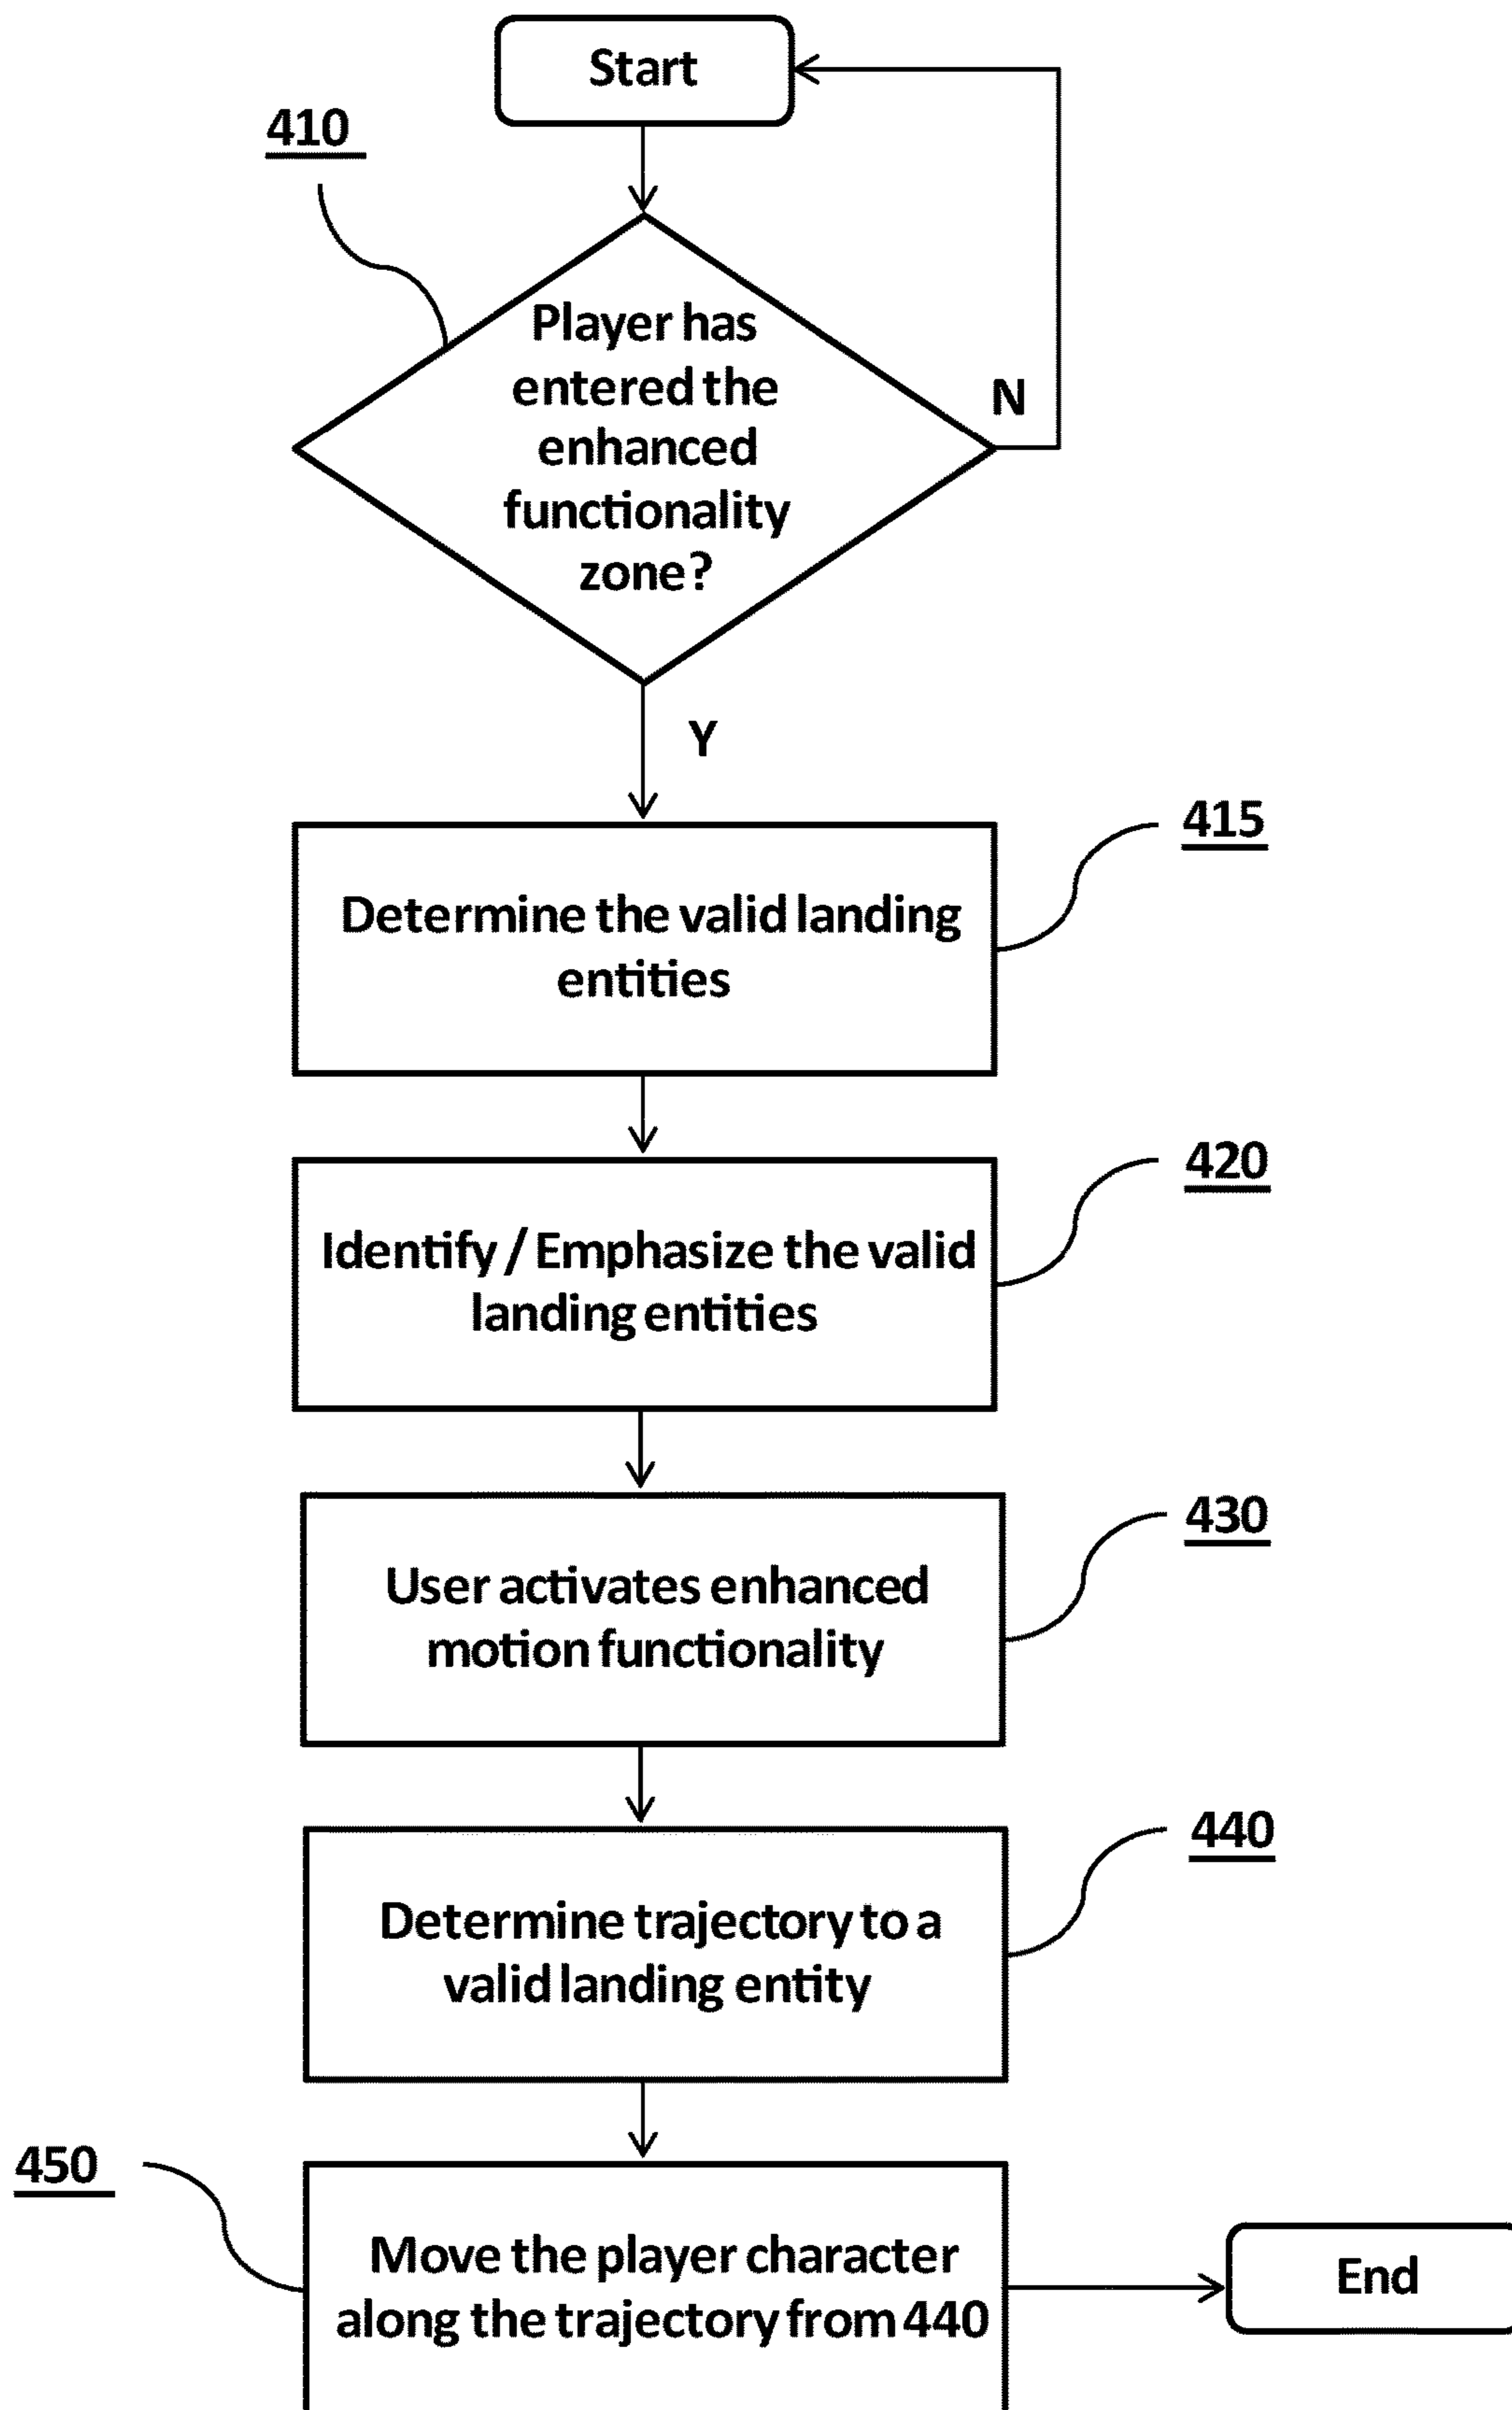 Start
410
Player has
entered the
enhanced
functionality
zone?
N
Y
415
Determine the valid landing
entities
420
Identify / Emphasize the valid
landing entities
430
User activates enhanced
motion functionality
440
Determine trajectory to a
valid landing entity
450
Move the player character
along the trajectory from 440
End